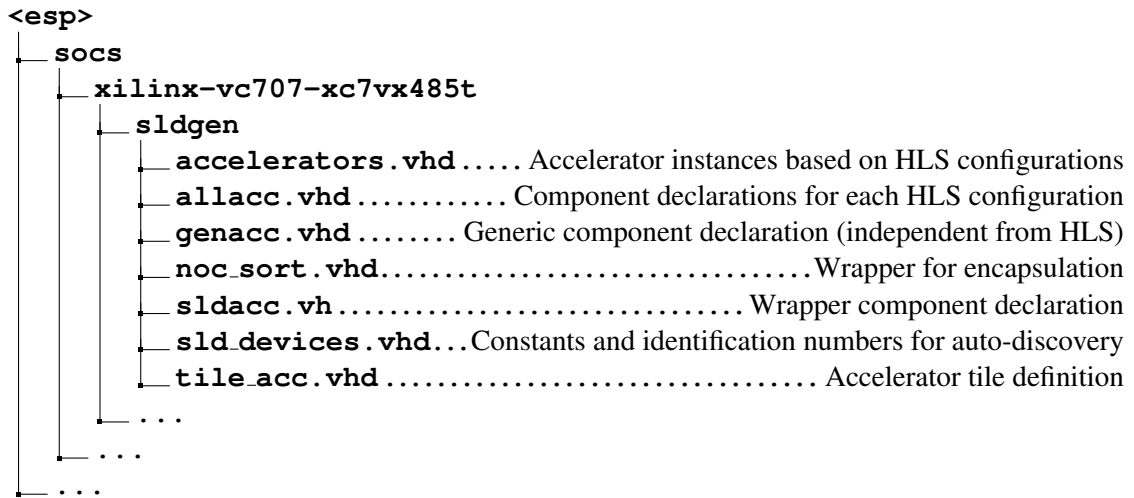 <esp>
socs
xilinx-vc707-xc7vx485t
sldgen
accelerators.vhd ..... Accelerator instances based on HLS configurations
allacc.vhd ............ Component declarations for each HLS configuration
genacc.vhd ........ Generic component declaration (independent from HLS)
noc_sort.vhd.................................. Wrapper for encapsulation
sldacc.vh ................................ Wrapper component declaration
sld_devices.vhd...Constants and identification numbers for auto-discovery
tile_acc.vhd .................................. Accelerator tile definition
...
...
...